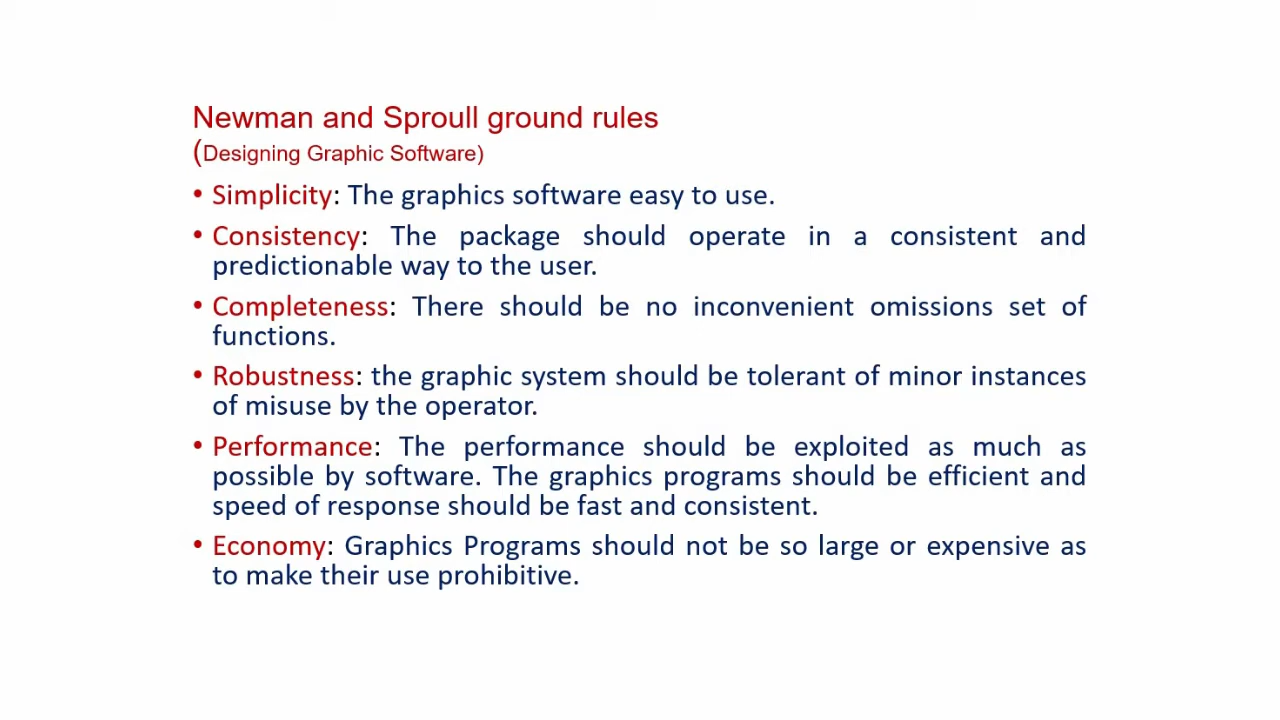 Newman and Sproull ground rules
(Designing Graphic Software)
• Simplicity: The graphics software easy to use.
• Consistency: The package should operate in a consistent and
predictionable way to the user.
• Completeness: There should be no inconvenient omissions set of
functions.
• Robustness: the graphic system should be tolerant of minor instances
of misuse by the operator.
• Performance: The performance should be exploited as much as
possible by software. The graphics programs should be efficient and
speed of response should be fast and consistent.
• Economy: Graphics Programs should not be so large or expensive as
to make their use prohibitive.